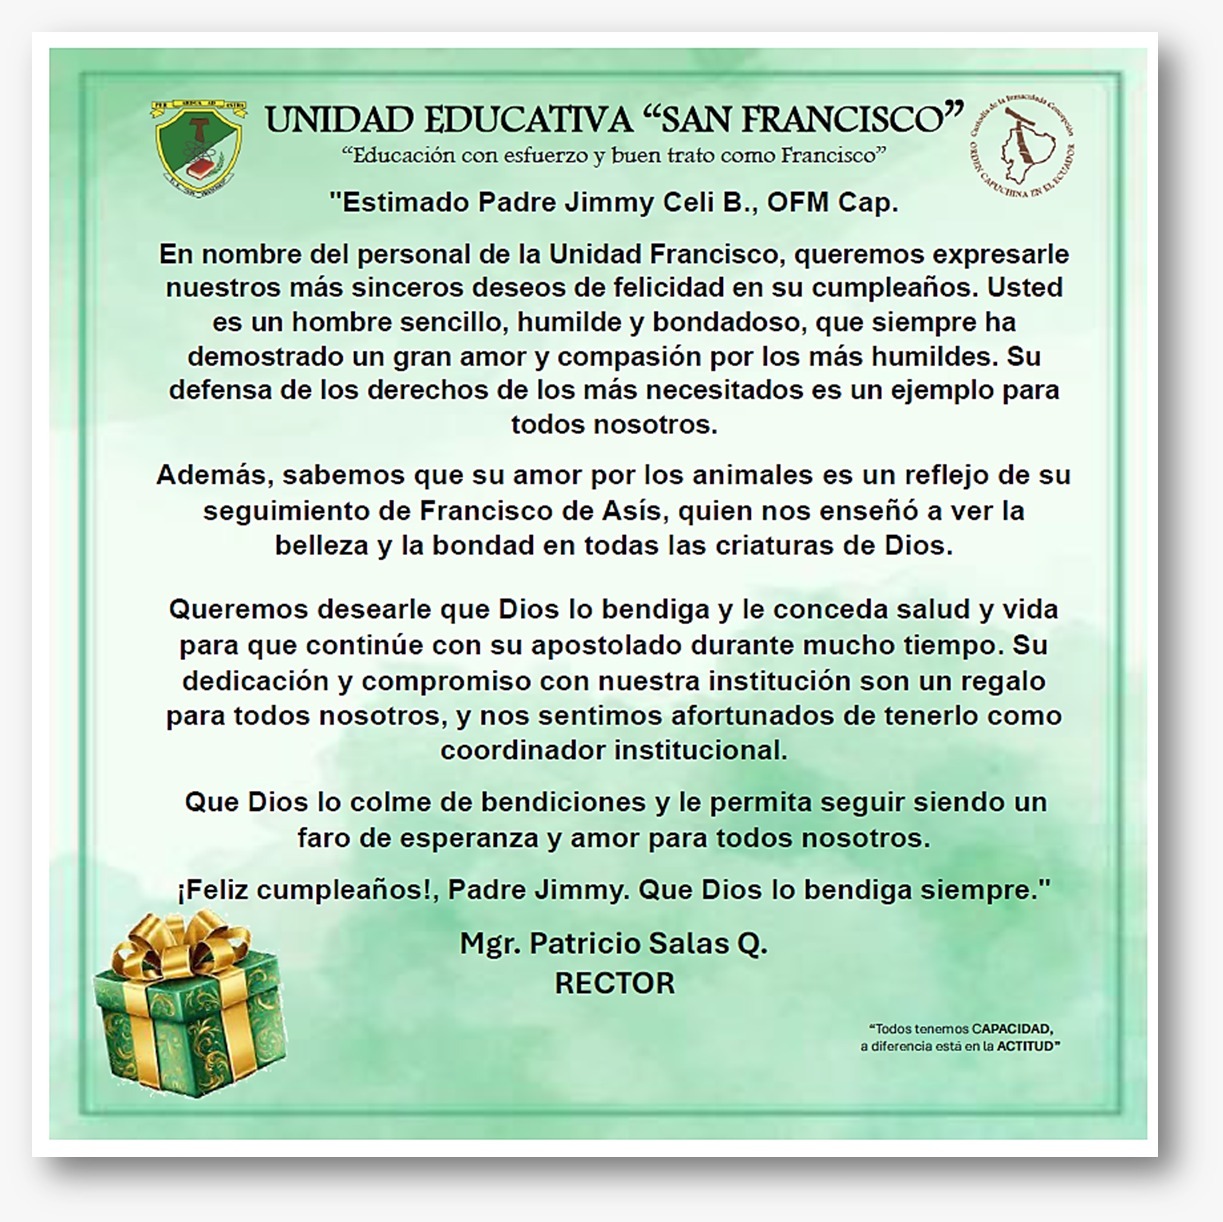 PER ARDUA AD ASTRA
UNIDAD EDUCATIVA “SAN FRANCISCO”
“Educación con esfuerzo y buen trato como Francisco”
Custodia de la Inmaculada Concepción
ORDEN CAPUCHINA EN EL ECUADOR
"Estimado Padre Jimmy Celi B., OFM Cap.
En nombre del personal de la Unidad Francisco, queremos expresarle
nuestros más sinceros deseos de felicidad en su cumpleaños. Usted
es un hombre sencillo, humilde y bondadoso, que siempre ha
demostrado un gran amor y compasión por los más humildes. Su
defensa de los derechos de los más necesitados es un ejemplo para
todos nosotros.
Además, sabemos que su amor por los animales es un reflejo de su
seguimiento de Francisco de Asís, quien nos enseñó a ver la
belleza y la bondad en todas las criaturas de Dios.
Queremos desearle que Dios lo bendiga y le conceda salud y vida
para que continúe con su apostolado durante mucho tiempo. Su
dedicación y compromiso con nuestra institución son un regalo
para todos nosotros, y nos sentimos afortunados de tenerlo como
coordinador institucional.
Que Dios lo colme de bendiciones y le permita seguir siendo un
faro de esperanza y amor para todos nosotros.
¡Feliz cumpleaños!, Padre Jimmy. Que Dios lo bendiga siempre."
Mgr. Patricio Salas Q.
RECTOR
“Todos tenemos CAPACIDAD,
a diferencia está en la ACTITUD”